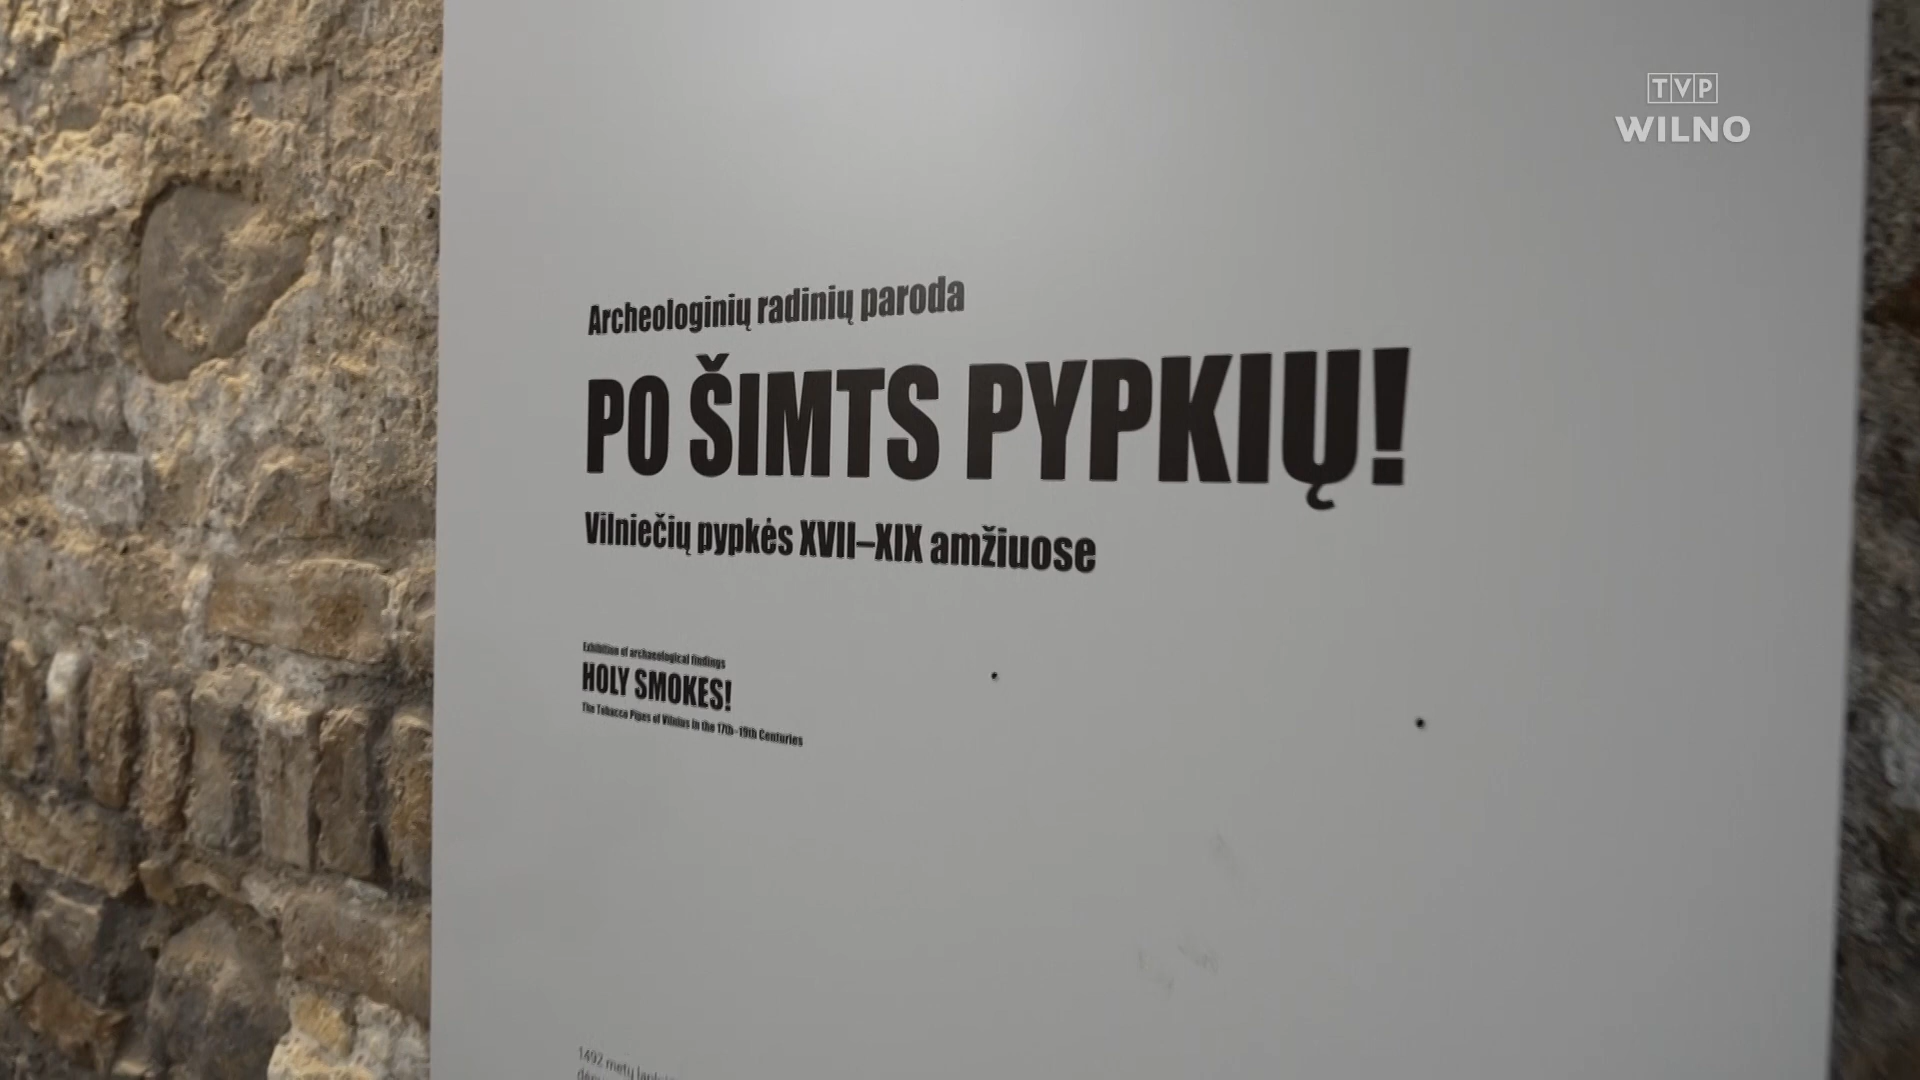 TVP
WILNO
Archeologinių radinių paroda
PO ŠIMTS PYPKIŲ!
Vilniečių pypkės XVII–XIX amžiuose
Exhibition of archaeological findings
HOLY SMOKES!
The Tobacco Pipes of Vilnius in the 17th–19th Centuries
1492 metų